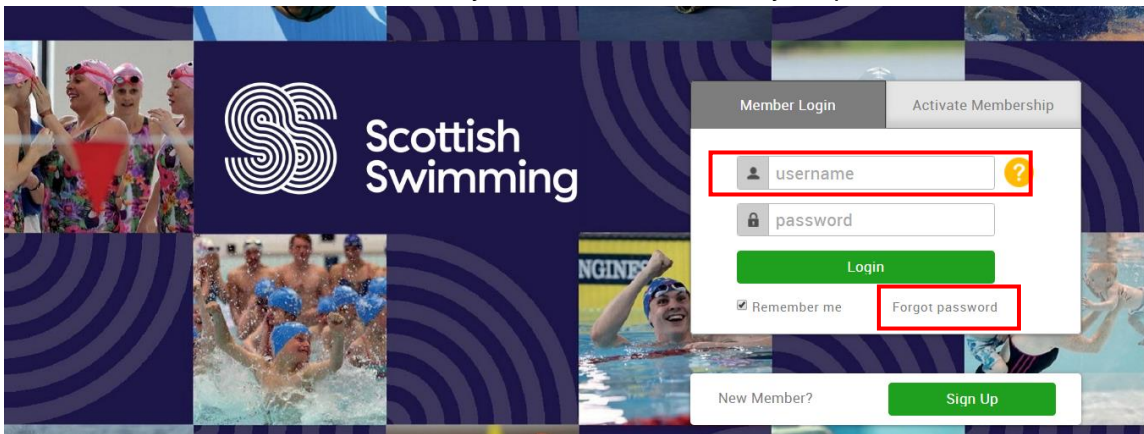 Scottish
Swimming
NGINES
Member Login
Activate Membership
username
?
password
Login
Remember me
Forgot password
New Member?
Sign Up